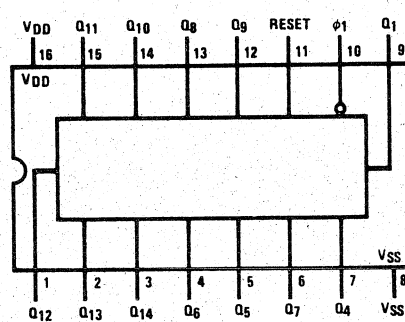 VDD Q11 Q10 Q8 Q9 RESET φ1 Q1
16 15 14 13 12 11 10 9
VDD
VSS
1 2 3 4 5 6 7 8
Q12 Q13 Q14 Q6 Q5 Q7 Q4 VSS